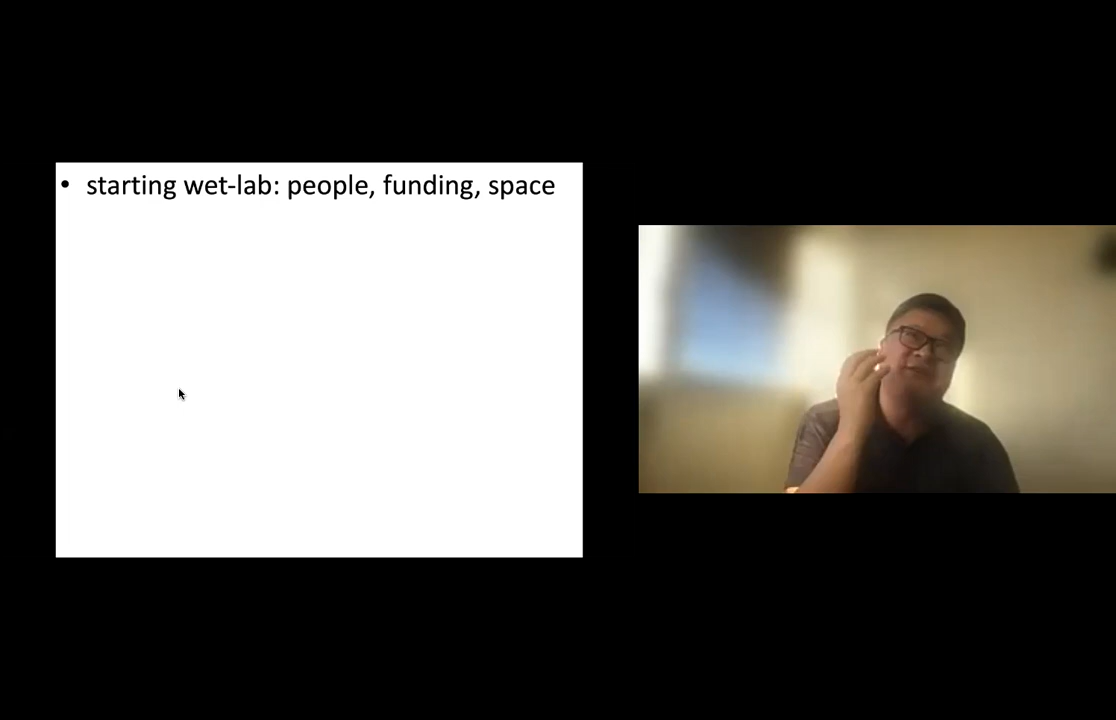 • starting wet-lab: people, funding, space